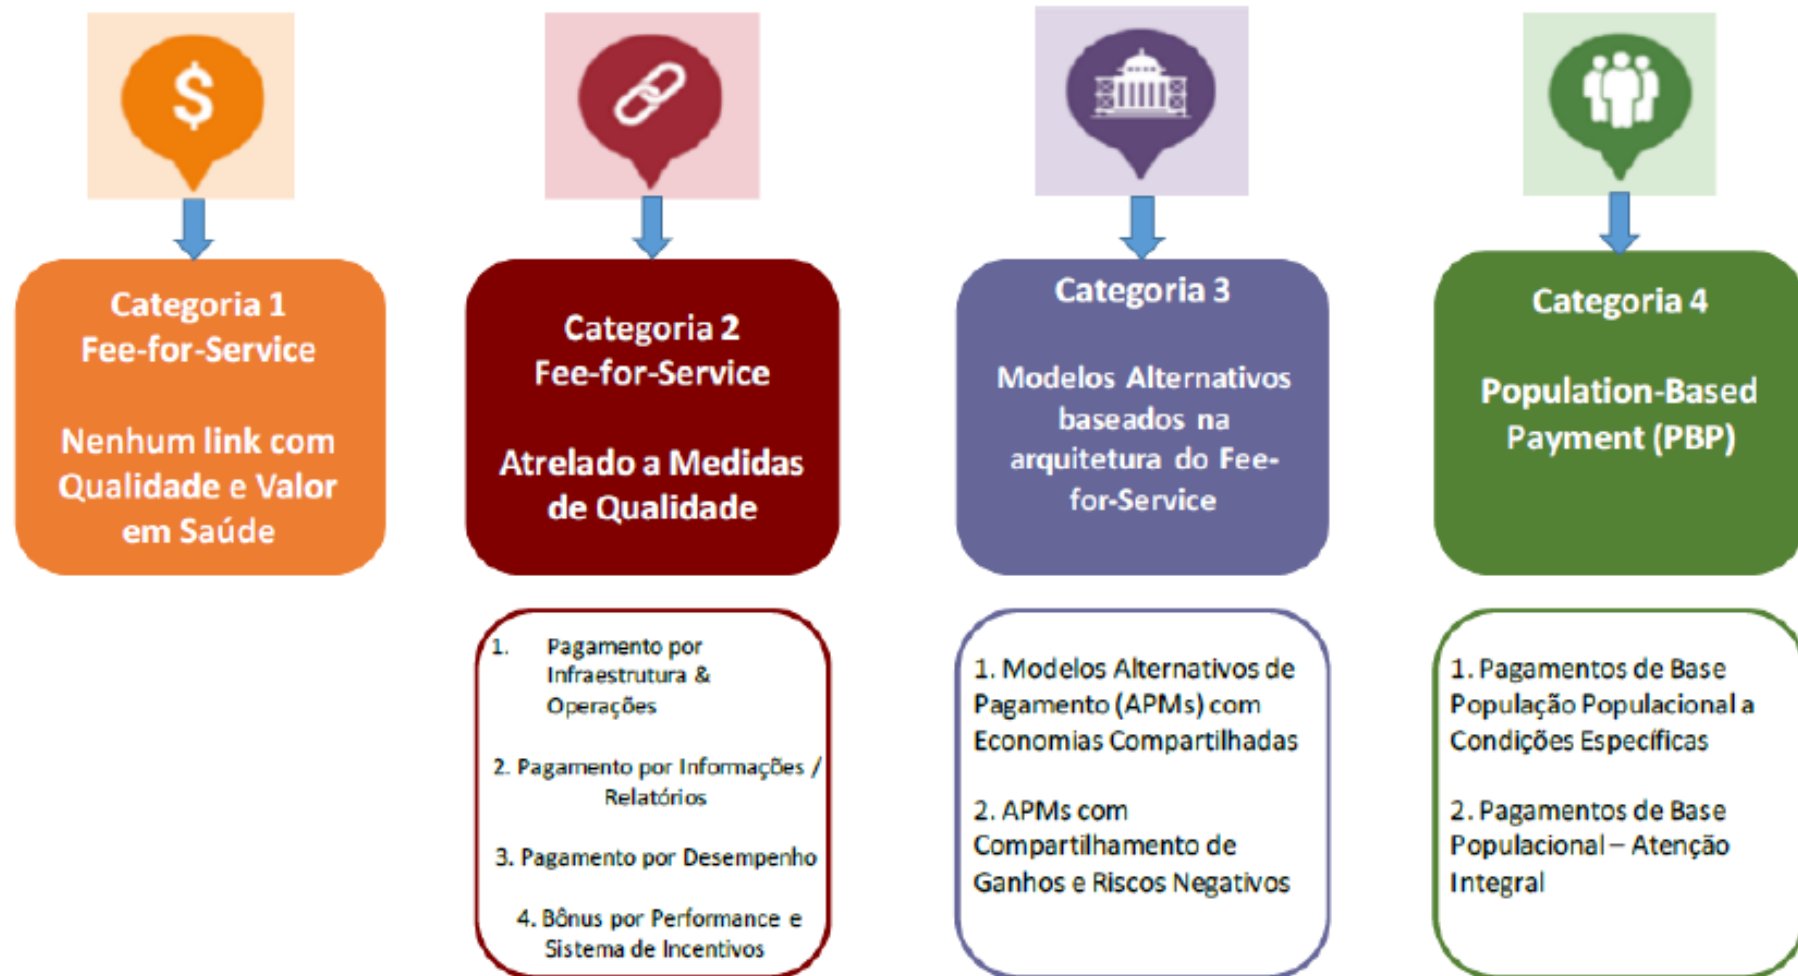 $
Categoria 1
Fee-for-Service
Nenhum link com
Qualidade e Valor
em Saúde
Categoria 2
Fee-for-Service
Atrelado a Medidas
de Qualidade
1. Pagamento por
Infraestrutura &
Operações
2. Pagamento por Informações /
Relatórios
3. Pagamento por Desempenho
4. Bônus por Performance e
Sistema de Incentivos
Categoria 3
Modelos Alternativos
baseados na
arquitetura do Fee-
for-Service
1. Modelos Alternativos de
Pagamento (APMs) com
Economias Compartilhadas
2. APMs com
Compartilhamento de
Ganhos e Riscos Negativos
Categoria 4
Population-Based
Payment (PBP)
1. Pagamentos de Base
População Populacional a
Condições Específicas
2. Pagamentos de Base
Populacional – Atenção
Integral